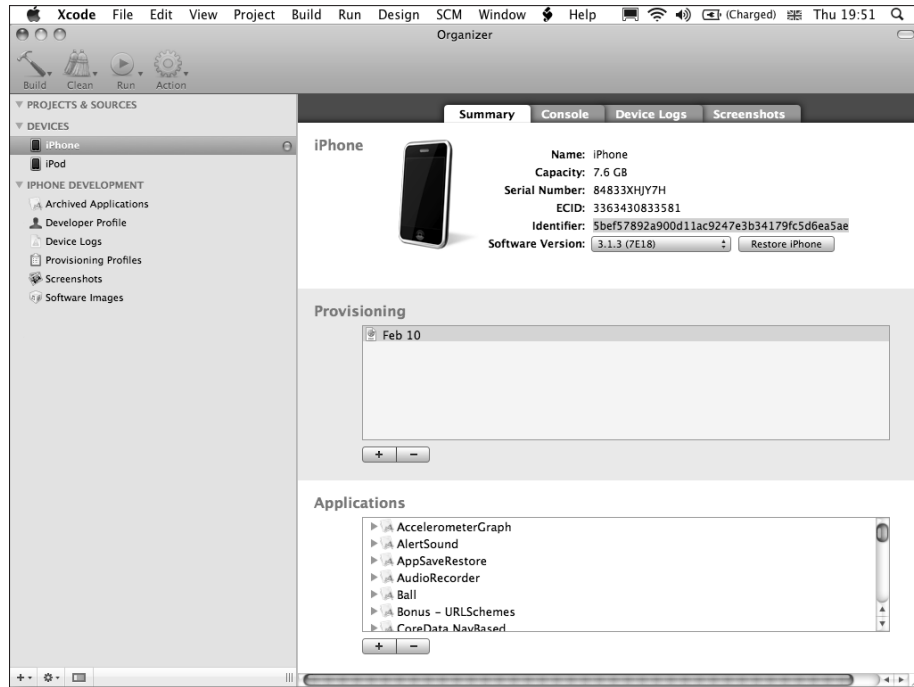 Xcode File Edit View Project Build Run Design SCM Window Help (Charged) Thu 19:51
Organizer
Build Clean Run Action
PROJECTS & SOURCES
DEVICES
iPhone
iPod
IPHONE DEVELOPMENT
Archived Applications
Developer Profile
Device Logs
Provisioning Profiles
Screenshots
Software Images
Summary Console Device Logs Screenshots
iPhone
Name: iPhone
Capacity: 7.6 GB
Serial Number: 84833XHJY7H
ECID: 3363430833581
Identifier: 5bef57892a900d11ac9247e3b34179fc5d6ea5ae
Software Version: 3.1.3 (7E18) Restore iPhone
Provisioning
Feb 10
+ −
Applications
AccelerometerGraph
AlertSound
AppSaveRestore
AudioRecorder
Ball
Bonus - URLSchemes
CoreData NavBased
+ −